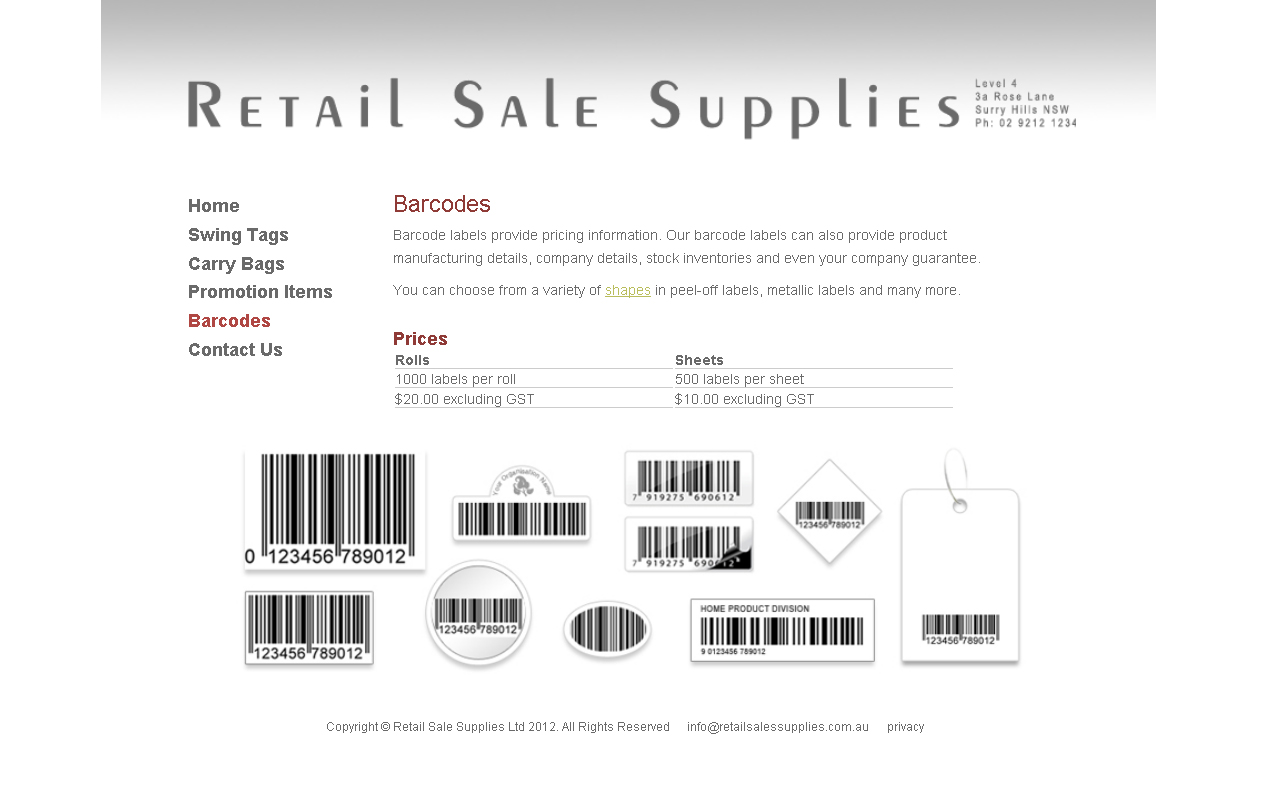 Retail Sale Supplies
Level 4
3a Rose Lane
Surry Hills NSW
Ph: 02 9212 1234
Home
Swing Tags
Carry Bags
Promotion Items
Barcodes
Contact Us
Barcodes
Barcode labels provide pricing information. Our barcode labels can also provide product
manufacturing details, company details, stock inventories and even your company guarantee.
You can choose from a variety of shapes in peel-off labels, metallic labels and many more.
Prices
Rolls Sheets
1000 labels per roll 500 labels per sheet
$20.00 excluding GST $10.00 excluding GST
0 123456 789012
Your Organisation Name
7 919275 690612
7 919275 690612
123456 789012
123456 789012
123456 789012
123456 789012
HOME PRODUCT DIVISION
9 0123456 789012
Copyright © Retail Sale Supplies Ltd 2012. All Rights Reserved info@retailsalessupplies.com.au privacy